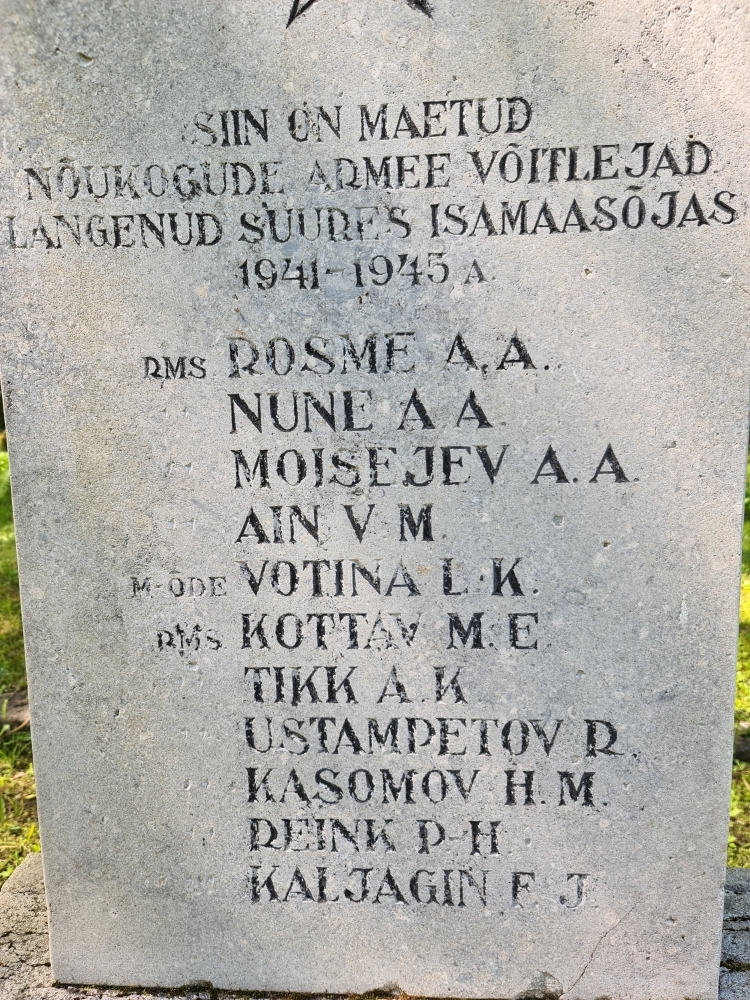 SIIN ON MAETUD
NÕUKOGUDE ARMEE VÕITLEJAD
LANGENUD SUURES ISAMAASÕJAS
1941-1945 A.
RMS ROSME A.A.
NUNE A A.
MOISEJEV A.A.
AIN V M.
M-ÕDE VOTINA L.K.
RMS KOTTAV M.E.
TIKK A.K.
USTAMPETOV R.
KASOMOV H.M.
REINK P-H.
KALJAGIN F.J.